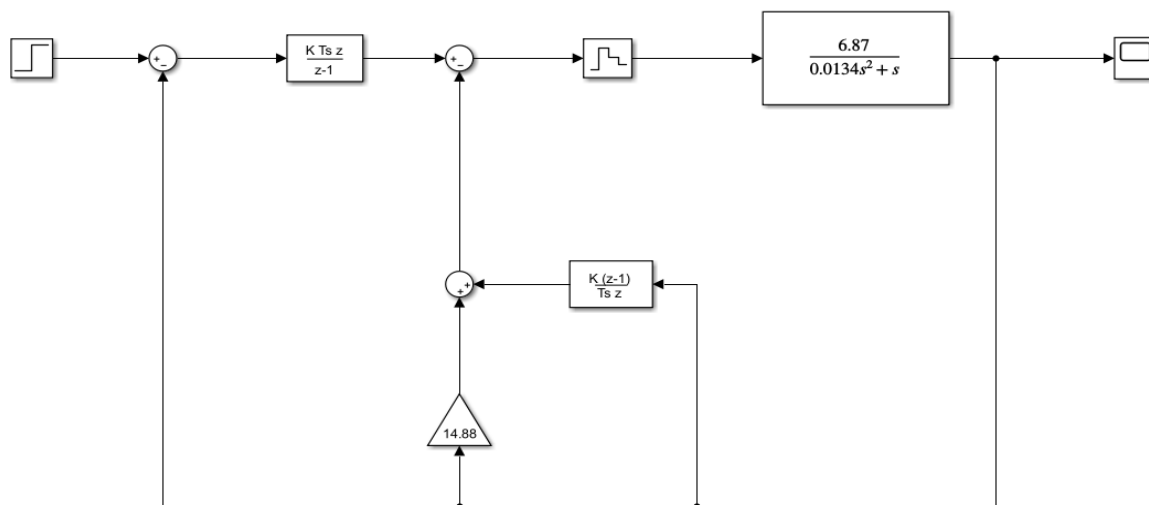 K Ts z
z-1
6.87
0.0134s² + s
K (z-1)
Ts z
14.88